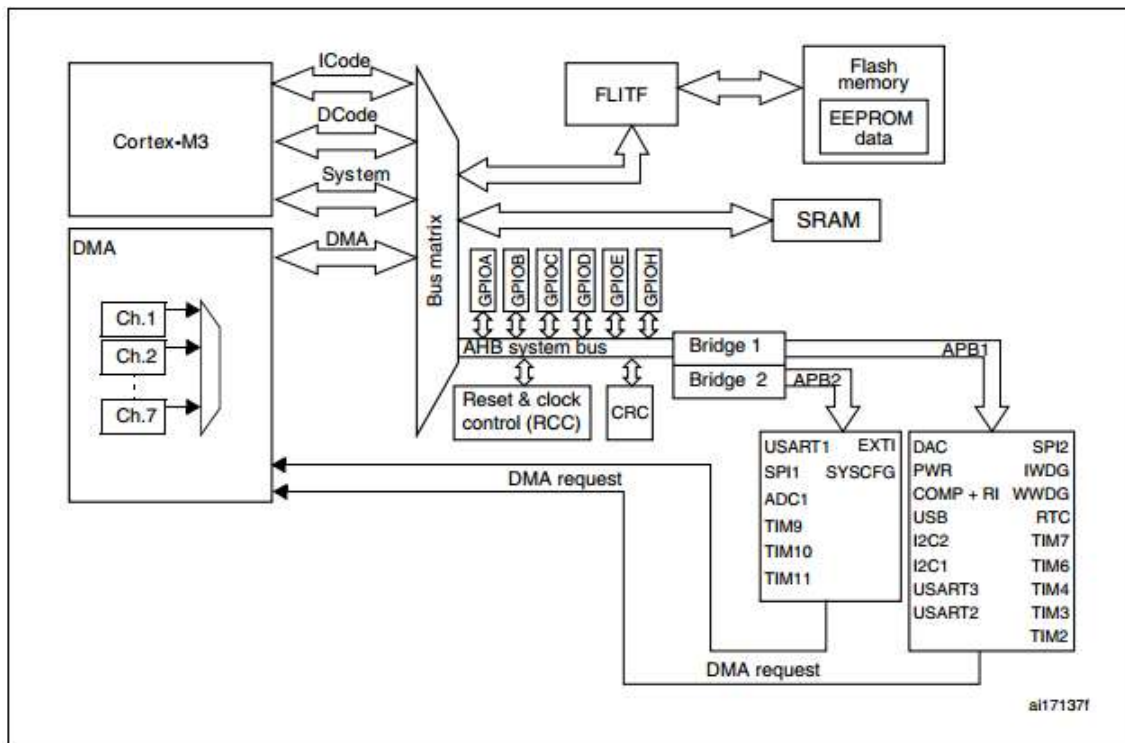 Cortex-M3
ICode
DCode
System
DMA
DMA
Ch.1
Ch.2
Ch.7
Bus matrix
FLITF
Flash
memory
EEPROM
data
SRAM
GPIOA
GPIOB
GPIOC
GPIOD
GPIOE
GPIOH
AHB system bus
Bridge 1
Bridge 2
APB1
APB2
Reset & clock
control (RCC)
CRC
USART1 EXTI
SPI1 SYSCFG
ADC1
TIM9
TIM10
TIM11
DAC SPI2
PWR IWDG
COMP + RI WWDG
USB RTC
I2C2 TIM7
I2C1 TIM6
USART3 TIM4
USART2 TIM3
TIM2
DMA request
DMA request
ai17137f